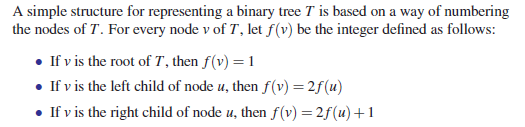 A simple structure for representing a binary tree T is based on a way of numbering
the nodes of T. For every node v of T, let f(v) be the integer defined as follows:
• If v is the root of T, then f(v) = 1
• If v is the left child of node u, then f(v) = 2f(u)
• If v is the right child of node u, then f(v) = 2f(u)+1